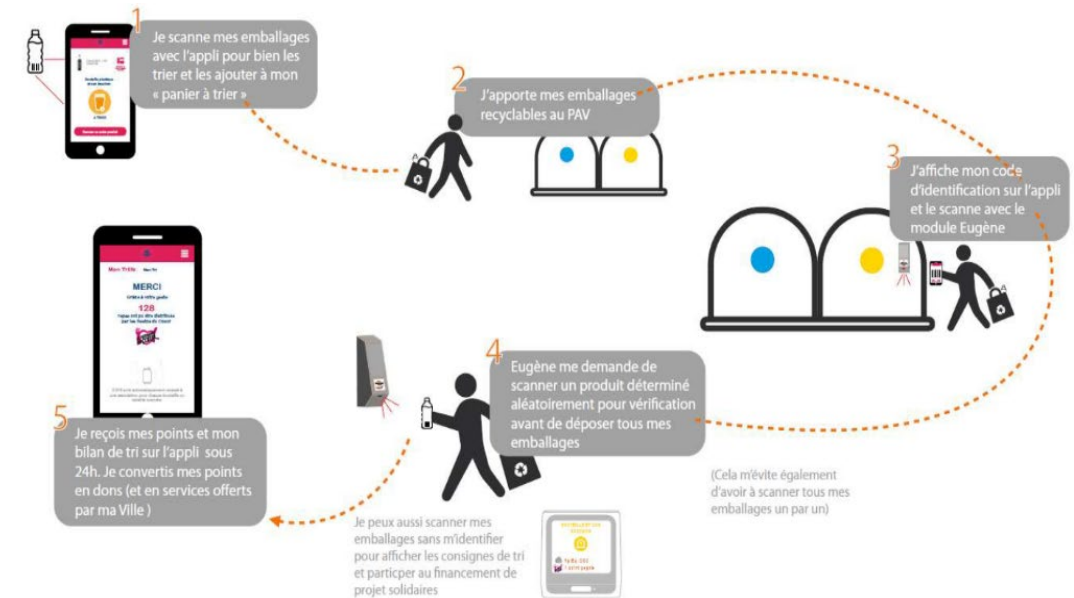 1
Je scanne mes emballages
avec l'appli pour bien les
trier et les ajouter à mon
« panier à trier »
2
J'apporte mes emballages
recyclables au PAV
3
J'affiche mon code
d'identification sur l'appli
et le scanne avec le
module Eugène
4
Eugène me demande de
scanner un produit déterminé
aléatoirement pour vérification
avant de déposer tous mes
emballages
(Cela m'évite également
d'avoir à scanner tous mes
emballages un par un)
Je peux aussi scanner mes
emballages sans m'identifier
pour afficher les consignes de tri
et particper au financement de
projet solidaires
MERCI
128
5
Je reçois mes points et mon
bilan de tri sur l'appli sous
24h. Je convertis mes points
en dons (et en services offerts
par ma Ville )